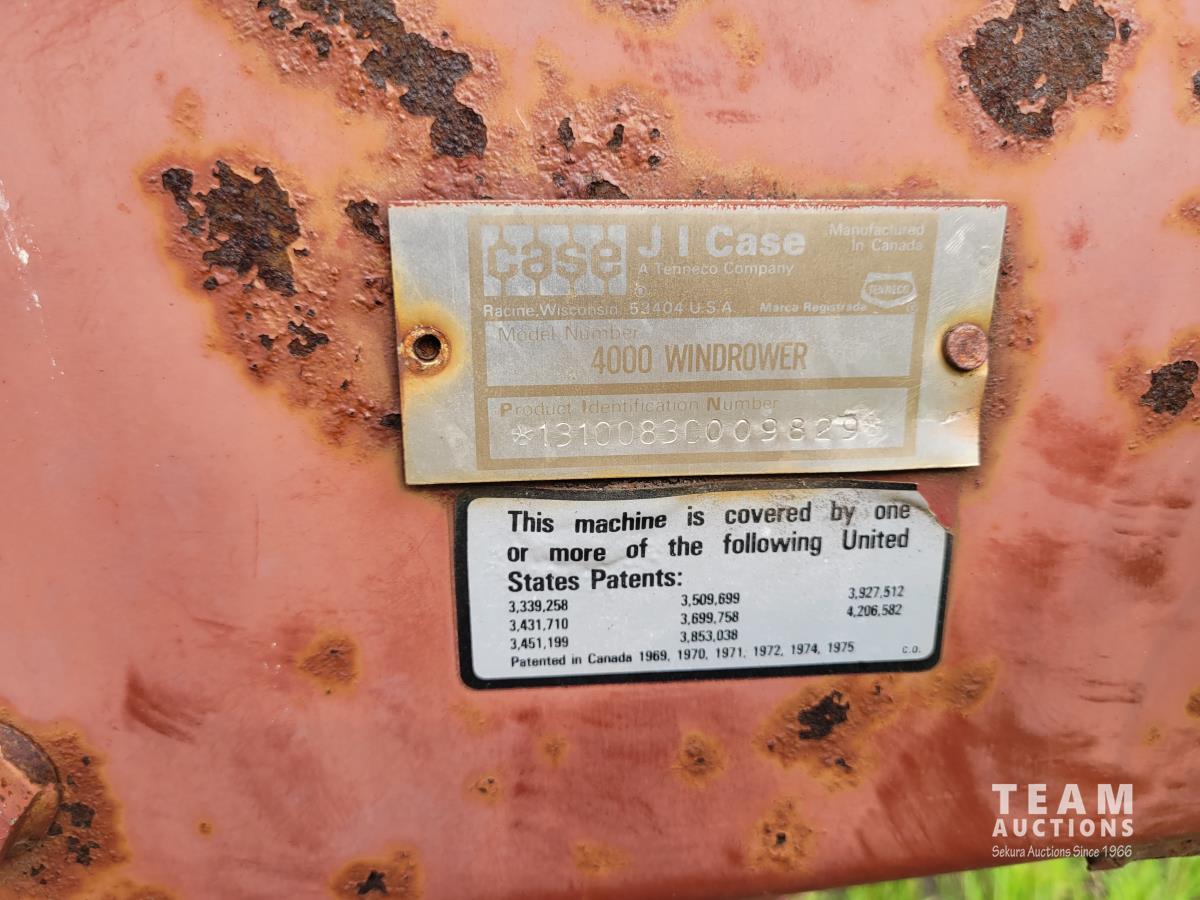 case J I Case
A Tenneco Company
Manufactured
In Canada
TENNECO
Racine, Wisconsin, 53404 U.S.A. Marca Registrada
Model Number
4000 WINDROWER
Product Identification Number
*13100830009829*
This machine is covered by one
or more of the following United
States Patents:
3,339,258 3,509,699 3,927,512
3,431,710 3,699,758 4,206,582
3,451,199 3,853,038
Patented in Canada 1969, 1970, 1971, 1972, 1974, 1975 C.O.
TEAM
AUCTIONS
Sekura Auctions Since 1966